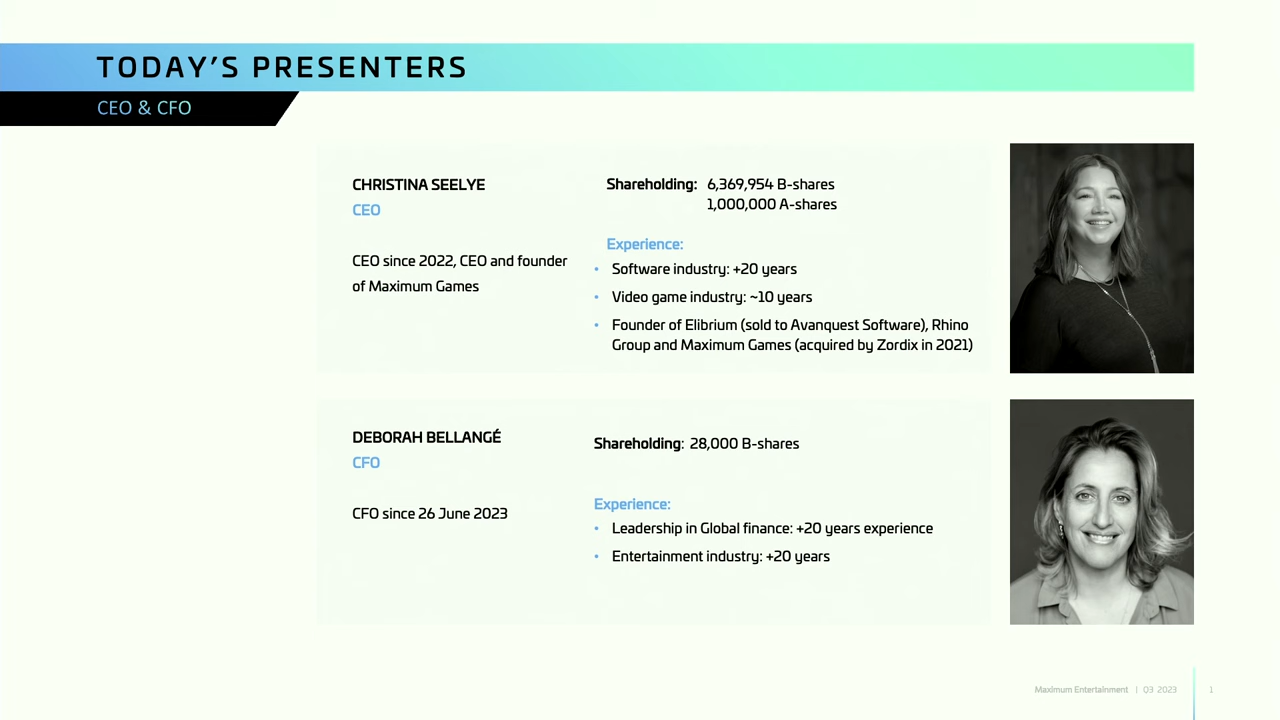 TODAY'S PRESENTERS
CEO & CFO
CHRISTINA SEELYE
CEO
CEO since 2022, CEO and founder
of Maximum Games
Shareholding: 6,369,954 B-shares
1,000,000 A-shares
Experience:
• Software industry: +20 years
• Video game industry: ~10 years
• Founder of Elibrium (sold to Avanquest Software), Rhino
Group and Maximum Games (acquired by Zordix in 2021)
DEBORAH BELLANGÉ
CFO
CFO since 26 June 2023
Shareholding: 28,000 B-shares
Experience:
• Leadership in Global finance: +20 years experience
• Entertainment industry: +20 years
Maximum Entertainment | Q3 2023 1